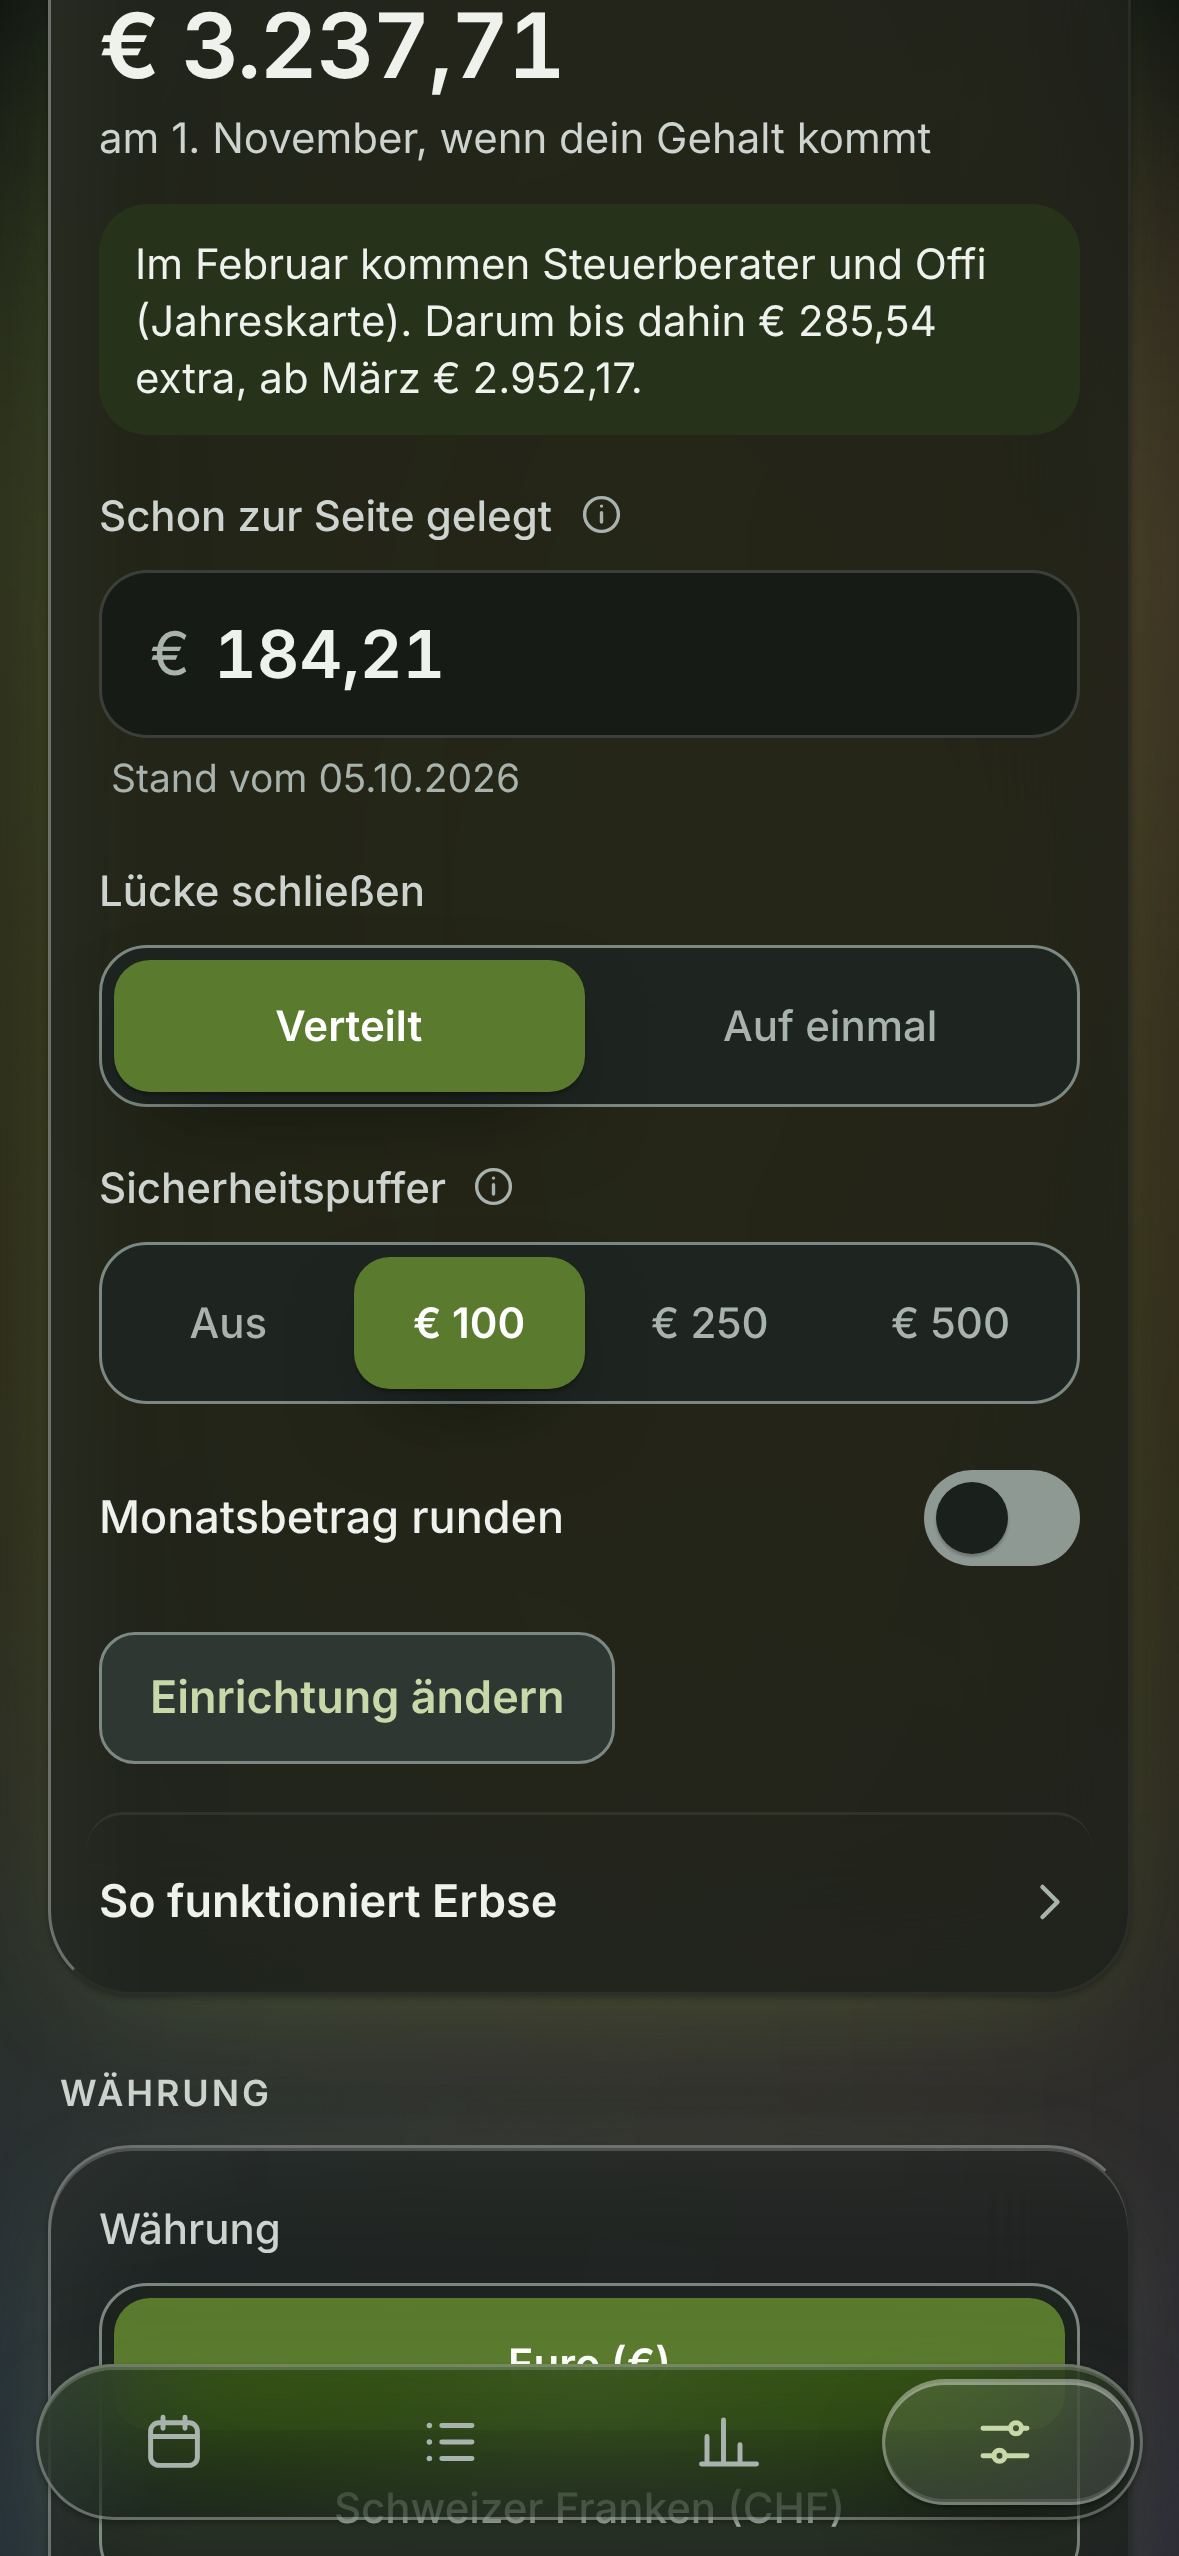 € 3.237,71
am 1. November, wenn dein Gehalt kommt
Im Februar kommen Steuerberater und Offi
(Jahreskarte). Darum bis dahin € 285,54
extra, ab März € 2.952,17.
Schon zur Seite gelegt
€ 184,21
Stand vom 05.10.2026
Lücke schließen
Verteilt Auf einmal
Sicherheitspuffer
Aus € 100 € 250 € 500
Monatsbetrag runden
Einrichtung ändern
So funktioniert Erbse
WÄHRUNG
Währung
Euro (€)
Schweizer Franken (CHF)